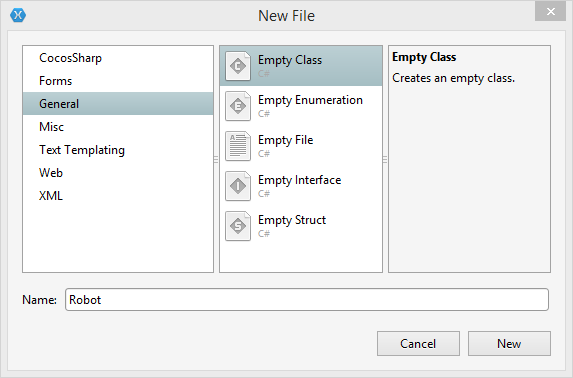 New File
CocosSharp
Forms
General
Misc
Text Templating
Web
XML
Empty Class
C#
Empty Enumeration
C#
Empty File
C#
Empty Interface
C#
Empty Struct
C#
Empty Class
Creates an empty class.
Name: Robot
Cancel New